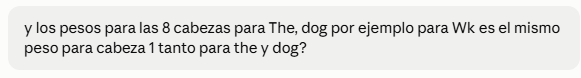 y los pesos para las 8 cabezas para The, dog por ejemplo para Wk es el mismo
peso para cabeza 1 tanto para the y dog?